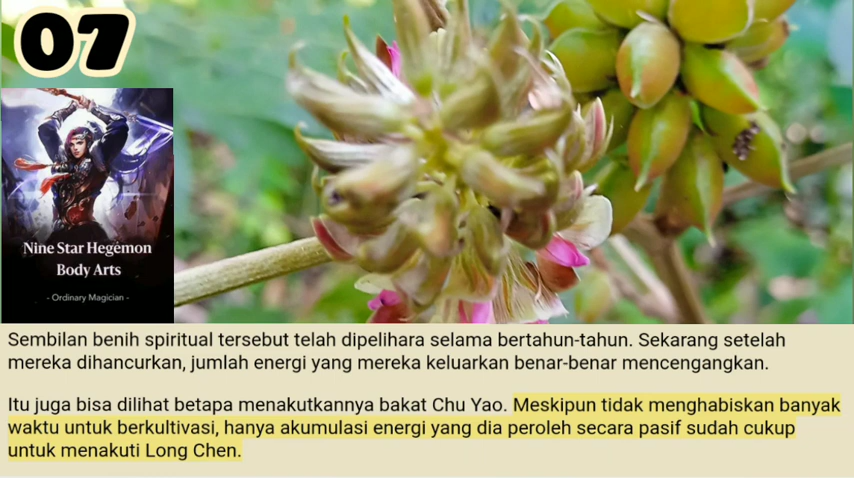 07
Nine Star Hegemon
Body Arts
- Ordinary Magician -
Sembilan benih spiritual tersebut telah dipelihara selama bertahun-tahun. Sekarang setelah
mereka dihancurkan, jumlah energi yang mereka keluarkan benar-benar mencengangkan.
Itu juga bisa dilihat betapa menakutkannya bakat Chu Yao. Meskipun tidak menghabiskan banyak
waktu untuk berkultivasi, hanya akumulasi energi yang dia peroleh secara pasif sudah cukup
untuk menakuti Long Chen.